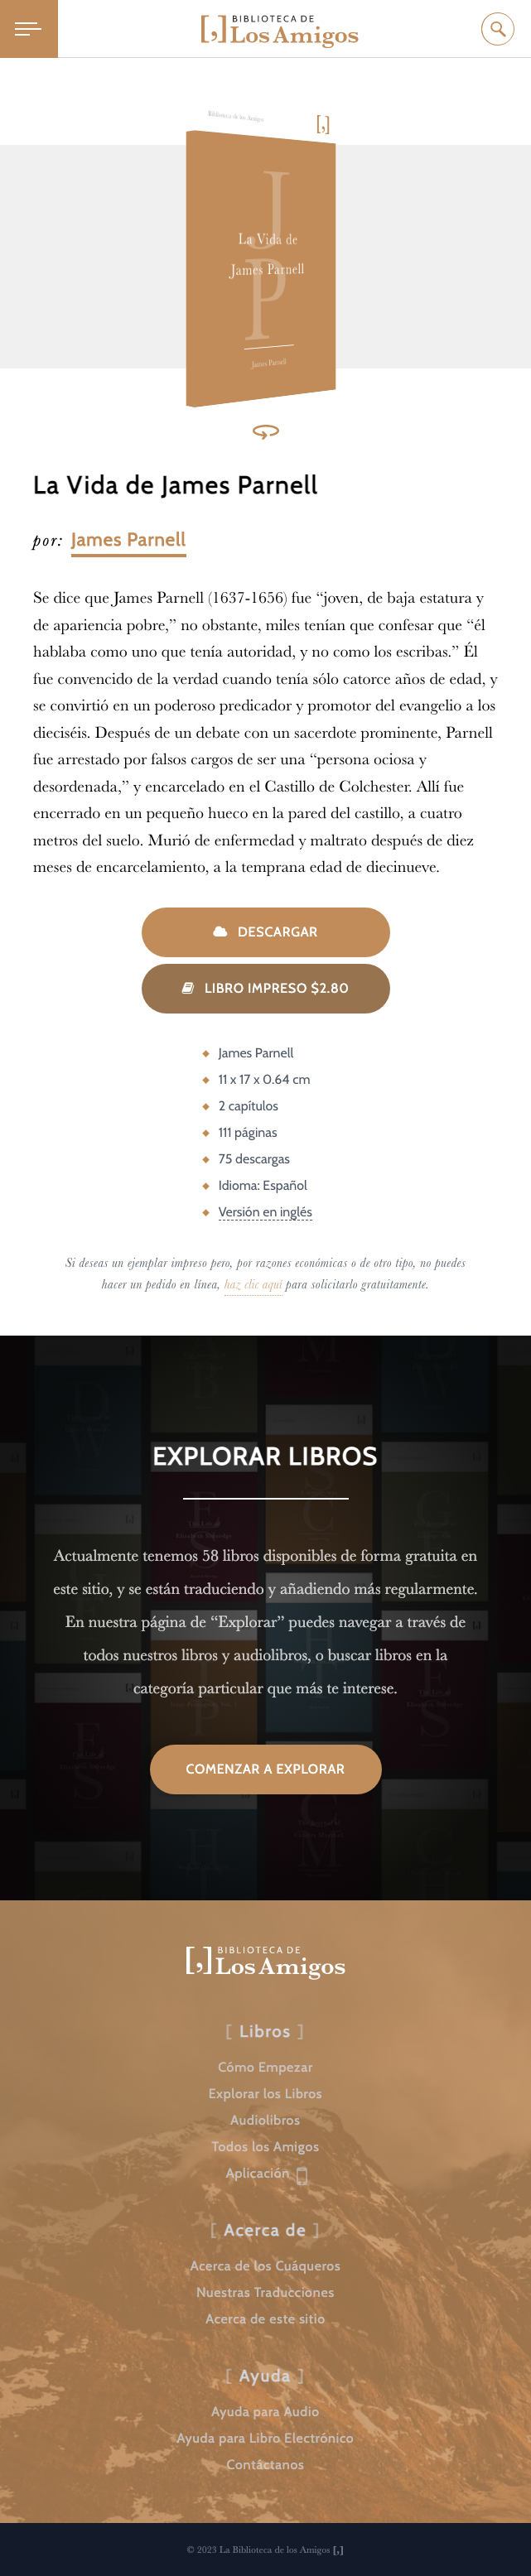 BIBLIOTECA DE
[,] Los Amigos
Biblioteca de los Amigos
[,]
J
P
La Vida de
James Parnell
James Parnell
La Vida de James Parnell
por: James Parnell
Se dice que James Parnell (1637-1656) fue “joven, de baja estatura y
de apariencia pobre,” no obstante, miles tenían que confesar que “él
hablaba como uno que tenía autoridad, y no como los escribas.” Él
fue convencido de la verdad cuando tenía sólo catorce años de edad, y
se convirtió en un poderoso predicador y promotor del evangelio a los
dieciséis. Después de un debate con un sacerdote prominente, Parnell
fue arrestado por falsos cargos de ser una “persona ociosa y
desordenada,” y encarcelado en el Castillo de Colchester. Allí fue
encerrado en un pequeño hueco en la pared del castillo, a cuatro
metros del suelo. Murió de enfermedad y maltrato después de diez
meses de encarcelamiento, a la temprana edad de diecinueve.
DESCARGAR
LIBRO IMPRESO $2.80
James Parnell
11 x 17 x 0.64 cm
2 capítulos
111 páginas
75 descargas
Idioma: Español
Versión en inglés
Si deseas un ejemplar impreso pero, por razones económicas o de otro tipo, no puedes
hacer un pedido en línea, haz clic aquí para solicitarlo gratuitamente.
EXPLORAR LIBROS
Actualmente tenemos 58 libros disponibles de forma gratuita en
este sitio, y se están traduciendo y añadiendo más regularmente.
En nuestra página de “Explorar” puedes navegar a través de
todos nuestros libros y audiolibros, o buscar libros en la
categoría particular que más te interese.
COMENZAR A EXPLORAR
BIBLIOTECA DE
[,] Los Amigos
[ Libros ]
Cómo Empezar
Explorar los Libros
Audiolibros
Todos los Amigos
Aplicación
[ Acerca de ]
Acerca de los Cuáqueros
Nuestras Traducciones
Acerca de este sitio
[ Ayuda ]
Ayuda para Audio
Ayuda para Libro Electrónico
Contáctanos
© 2023 La Biblioteca de los Amigos [,]